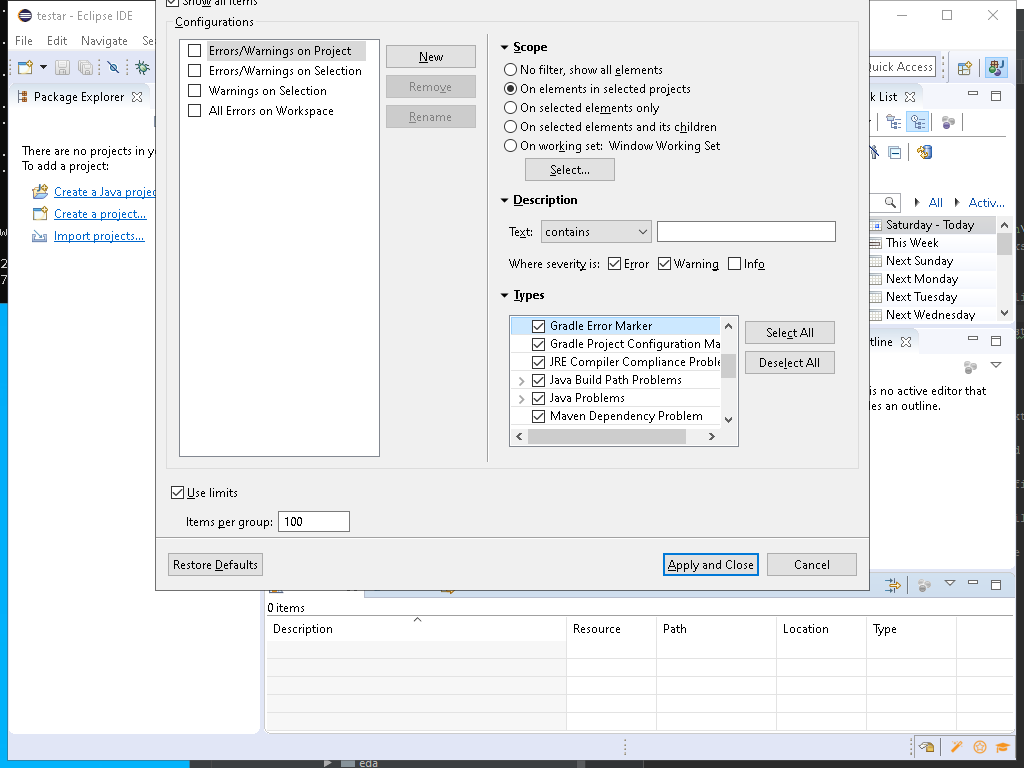 testar - Eclipse IDE
Show all items
File Edit Navigate
Configurations
Errors/Warnings on Project
Errors/Warnings on Selection
Warnings on Selection
All Errors on Workspace
New
Remove
Rename
Scope
No filter, show all elements
On elements in selected projects
On selected elements only
On selected elements and its children
On working set: Window Working Set
Select...
Description
Text: contains
Where severity is: Error Warning Info
Types
Gradle Error Marker
Gradle Project Configuration Ma
JRE Compiler Compliance Proble
Java Build Path Problems
Java Problems
Maven Dependency Problem
Select All
Deselect All
Use limits
Items per group: 100
Restore Defaults
Apply and Close
Cancel
Package Explorer
There are no projects in
To add a project:
Create a Java projec
Create a project...
Import projects...
Quick Access
k List
All Activ...
Saturday - Today
This Week
Next Sunday
Next Monday
Next Tuesday
Next Wednesday
tline
is no active editor that
es an outline.
0 items
Description Resource Path Location Type
eda